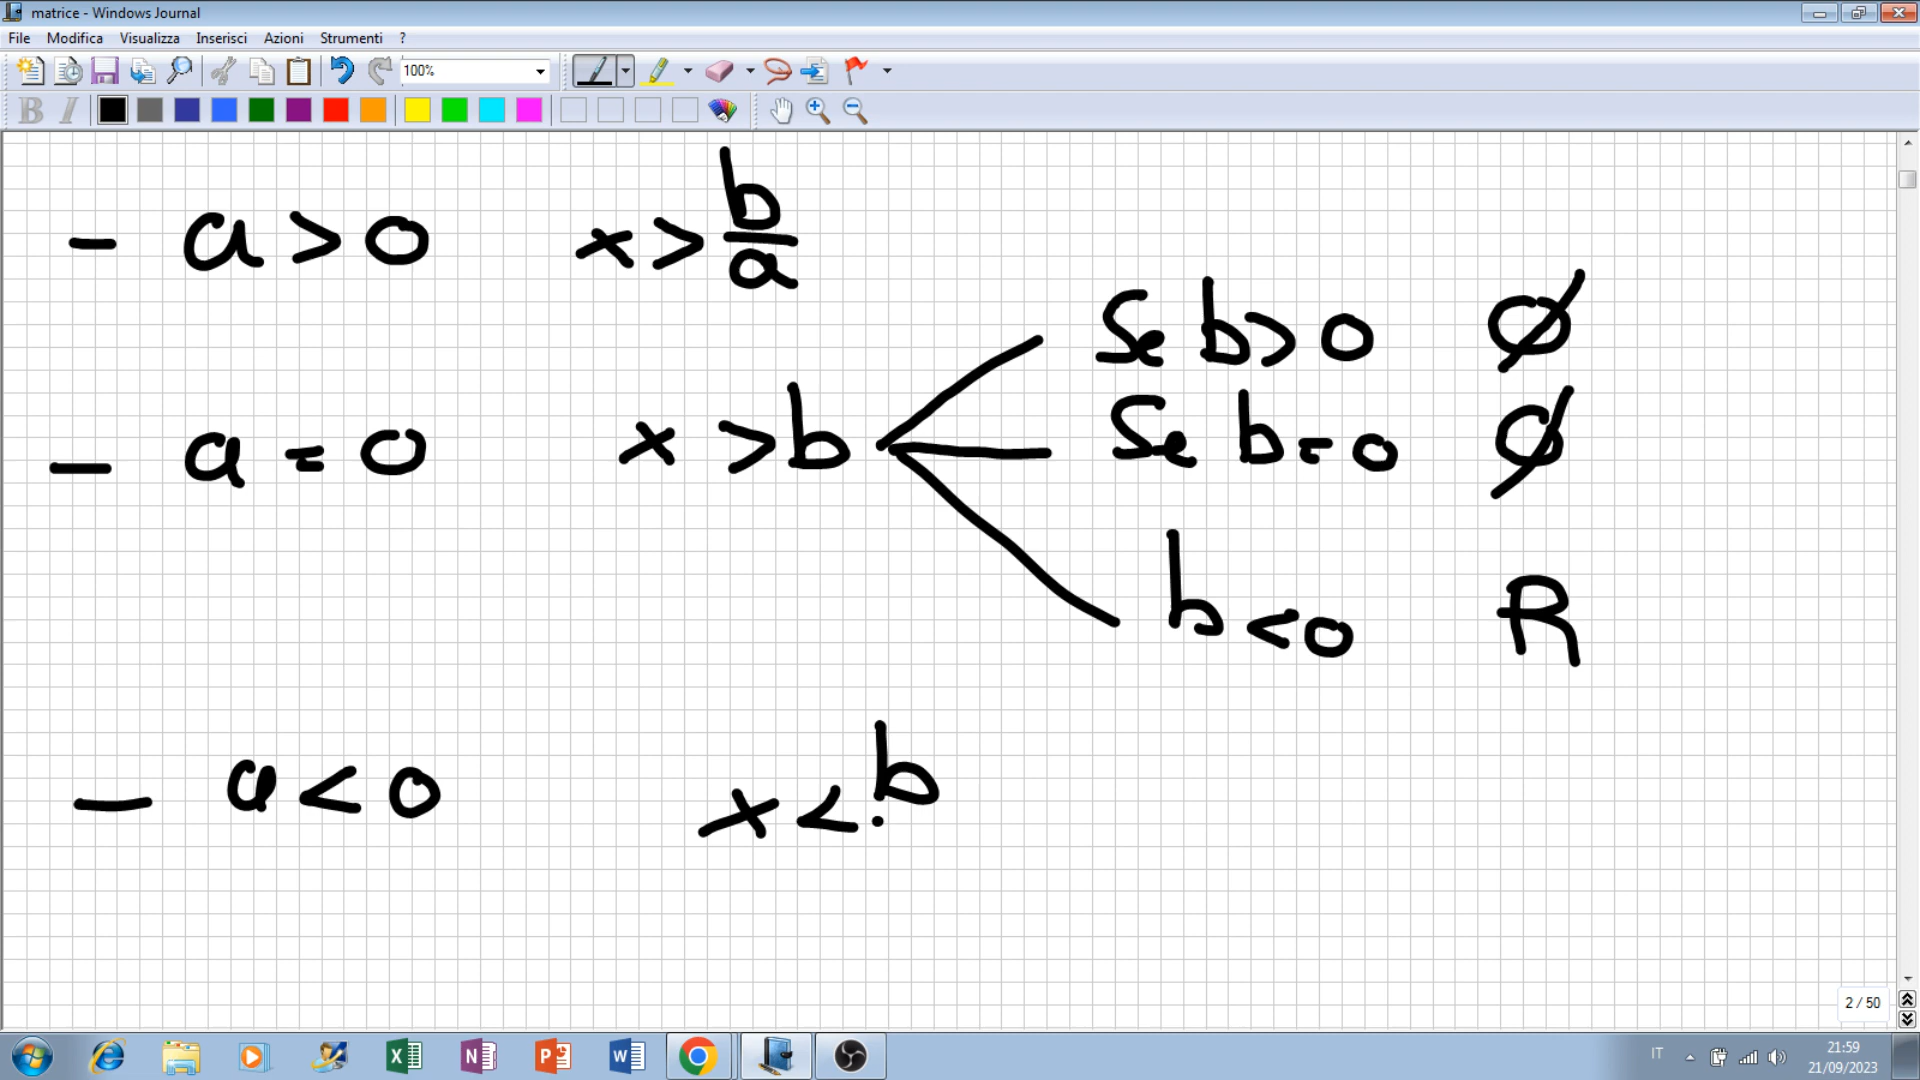 matrice - Windows Journal
File Modifica Visualizza Inserisci Azioni Strumenti ?
100%
B I
- a > 0 x > b/a
Se b > 0 ∅
- a = 0 x > b Se b = 0 ∅
b < 0 R
- a < 0 x < b
2 / 50
IT 21:59
21/09/2023